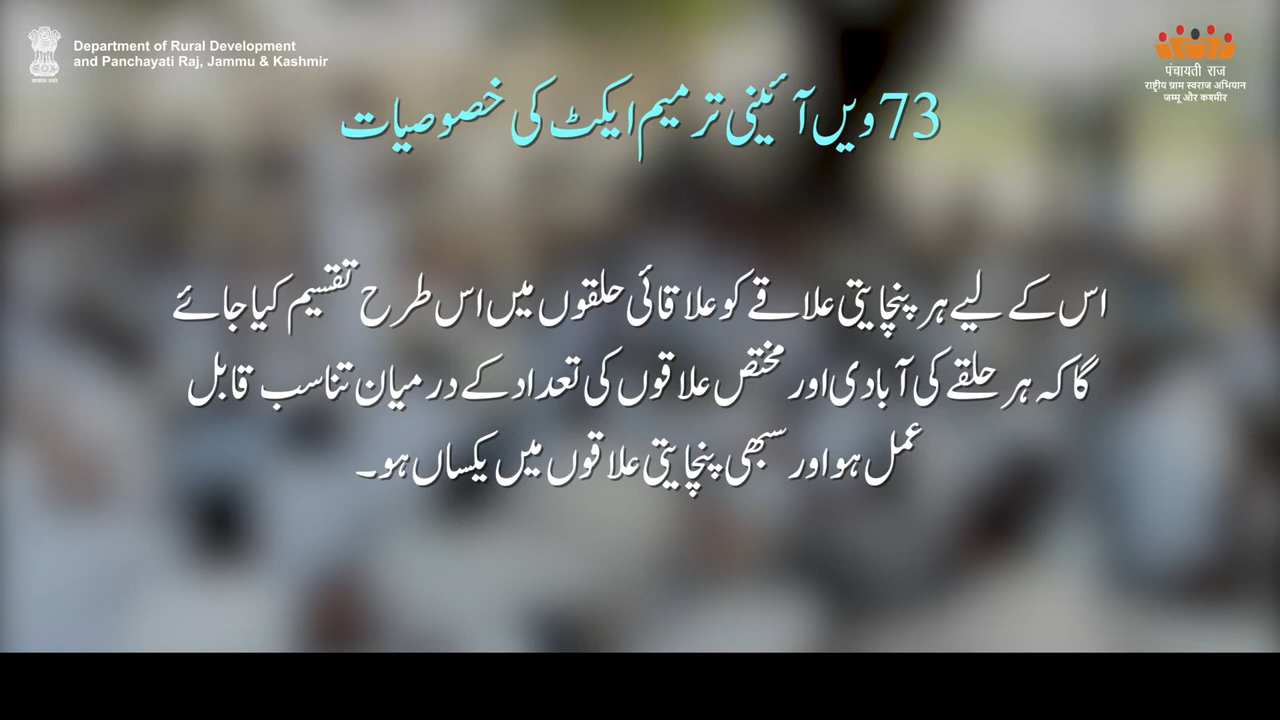 Department of Rural Development
and Panchayati Raj, Jammu & Kashmir
पंचायती राज
राष्ट्रीय ग्राम स्वराज अभियान
जम्मू और कश्मीर
73ویں آئینی ترمیم ایکٹ کی خصوصیات
اس کے لیے ہر پنچایتی علاقے کو علاقائی حلقوں میں اس طرح تقسیم کیا جائے
گا کہ ہر حلقے کی آبادی اور مختص علاقوں کی تعداد کے درمیان تناسب قابل
عمل ہو اور سبھی پنچایتی علاقوں میں یکساں ہو۔